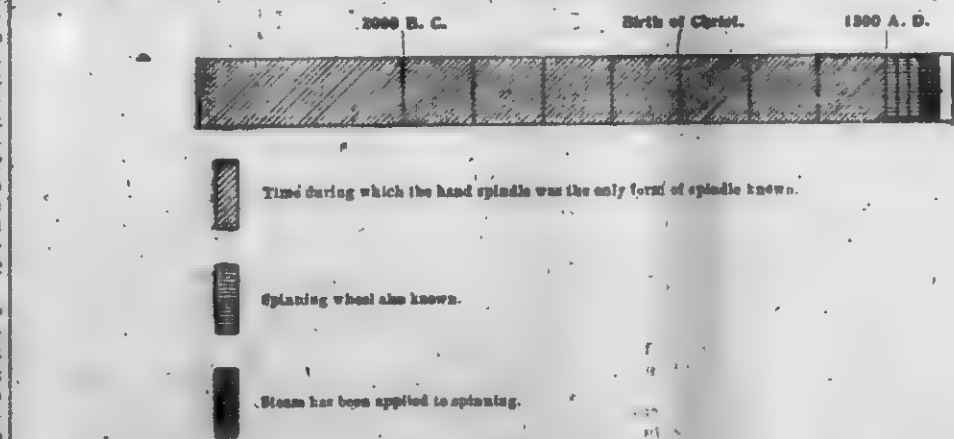 2000 B. C.
Birth of Christ.
1500 A. D.
Time during which the hand spindle was the only form of spindle known.
Spinning wheel also known.
Steam has been applied to spinning.